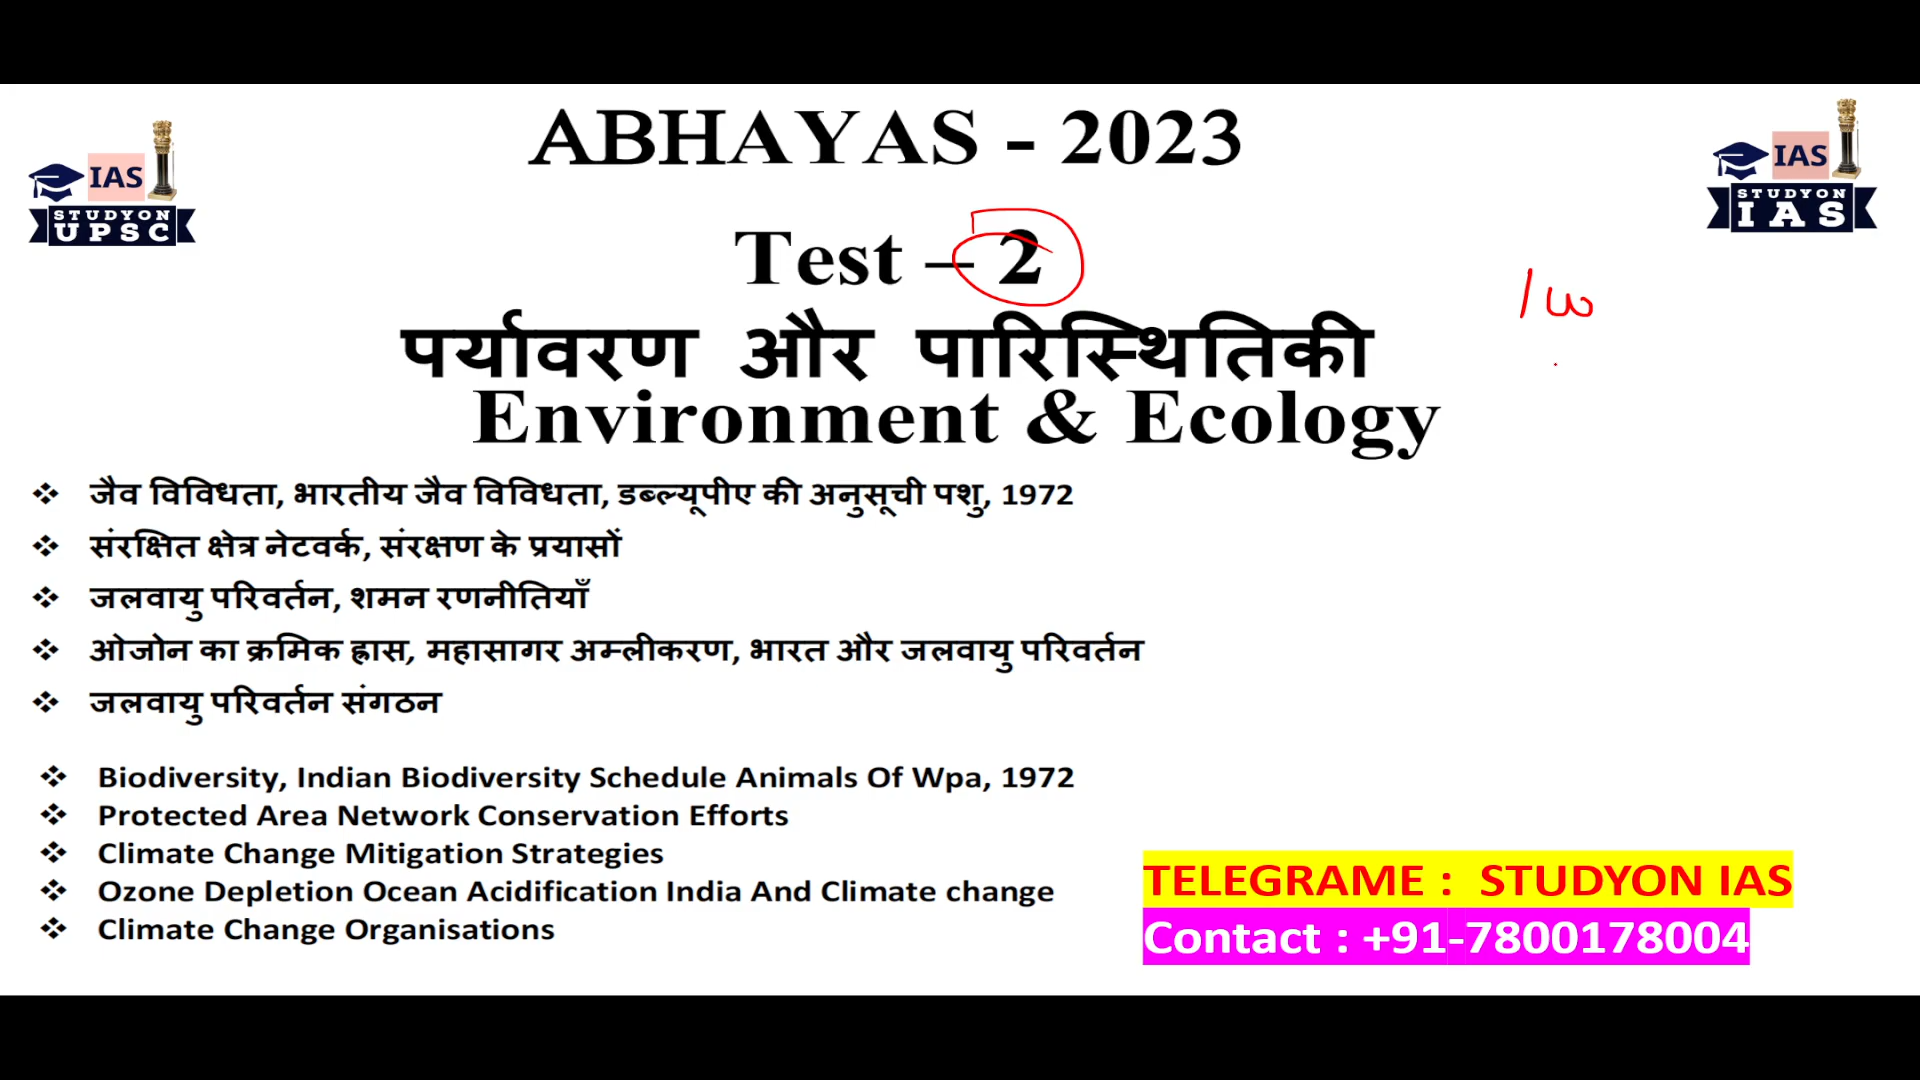 ABHAYAS - 2023
IAS
STUDYON
UPSC
IAS
STUDYON
IAS
Test – 2
पर्यावरण और पारिस्थितिकी
Environment & Ecology
❖ जैव विविधता, भारतीय जैव विविधता, डब्ल्यूपीए की अनुसूची पशु, 1972
❖ संरक्षित क्षेत्र नेटवर्क, संरक्षण के प्रयासों
❖ जलवायु परिवर्तन, शमन रणनीतियाँ
❖ ओजोन का क्रमिक ह्रास, महासागर अम्लीकरण, भारत और जलवायु परिवर्तन
❖ जलवायु परिवर्तन संगठन
❖ Biodiversity, Indian Biodiversity Schedule Animals Of Wpa, 1972
❖ Protected Area Network Conservation Efforts
❖ Climate Change Mitigation Strategies
❖ Ozone Depletion Ocean Acidification India And Climate change
❖ Climate Change Organisations
TELEGRAME : STUDYON IAS
Contact : +91-7800178004